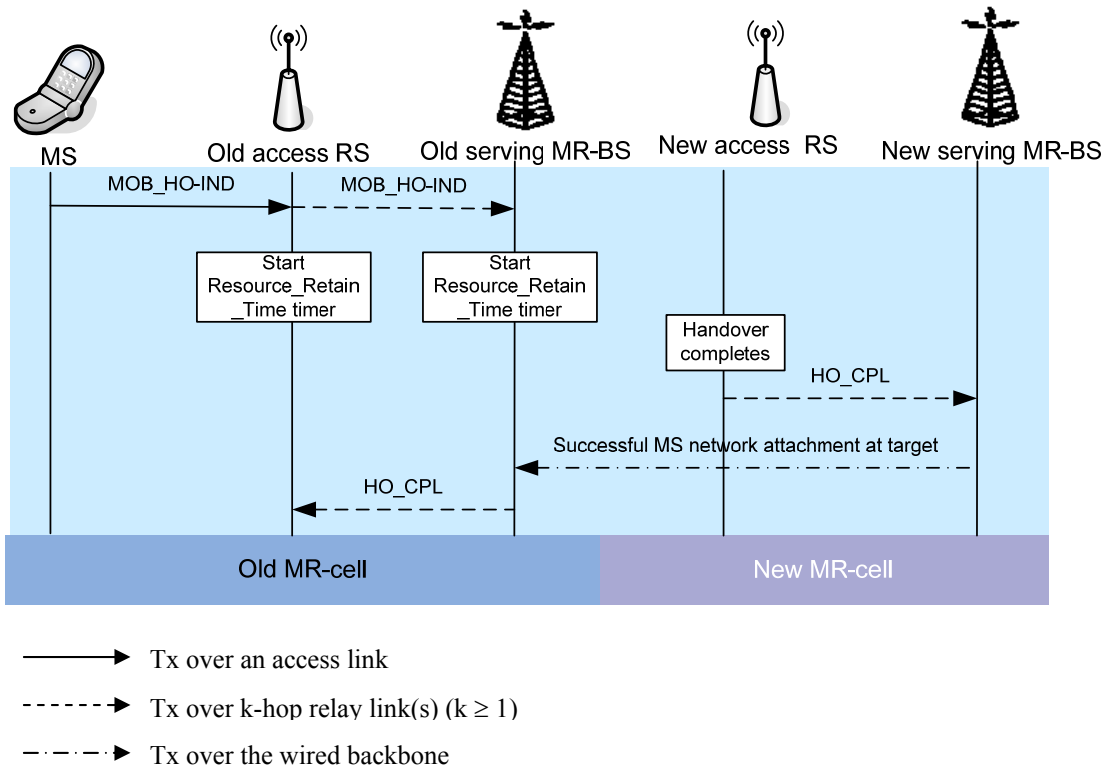 MS
Old access RS
Old serving MR-BS
New access RS
New serving MR-BS
MOB_HO-IND
MOB_HO-IND
Start
Resource_Retain
_Time timer
Start
Resource_Retain
_Time timer
Handover
completes
HO_CPL
Successful MS network attachment at target
HO_CPL
Old MR-cell
New MR-cell
Tx over an access link
Tx over k-hop relay link(s) (k ≥ 1)
Tx over the wired backbone